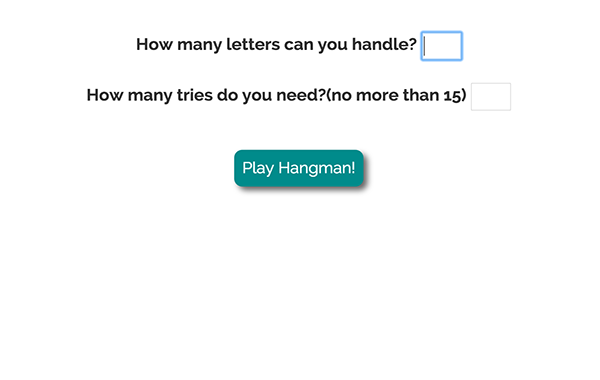 How many letters can you handle?
How many tries do you need?(no more than 15)
Play Hangman!